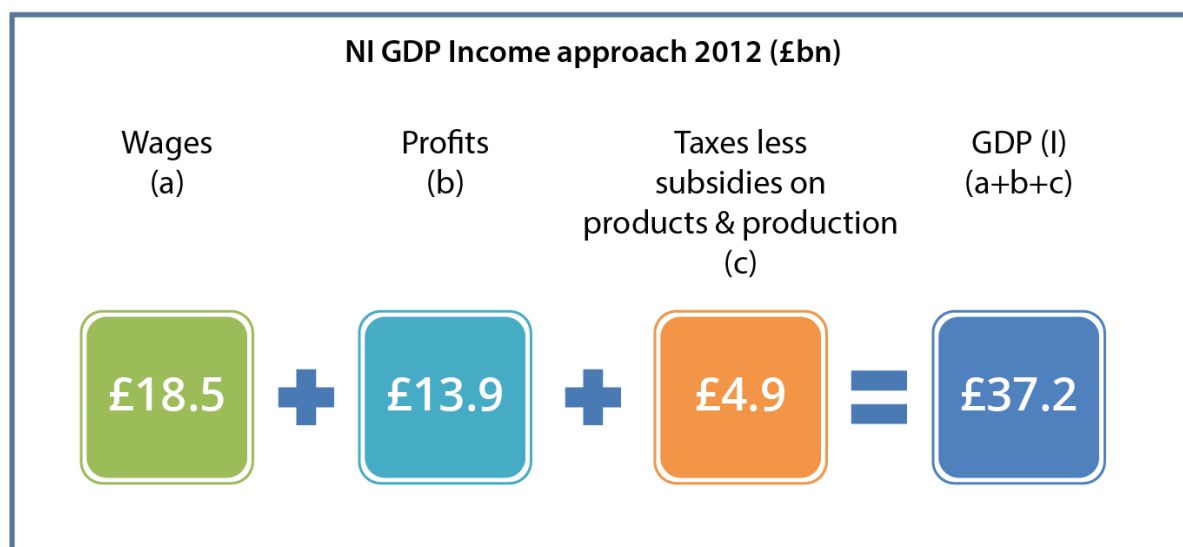 NI GDP Income approach 2012 (£bn)
Wages
(a)
Profits
(b)
Taxes less
subsidies on
products & production
(c)
GDP (I)
(a+b+c)
£18.5
£13.9
£4.9
£37.2